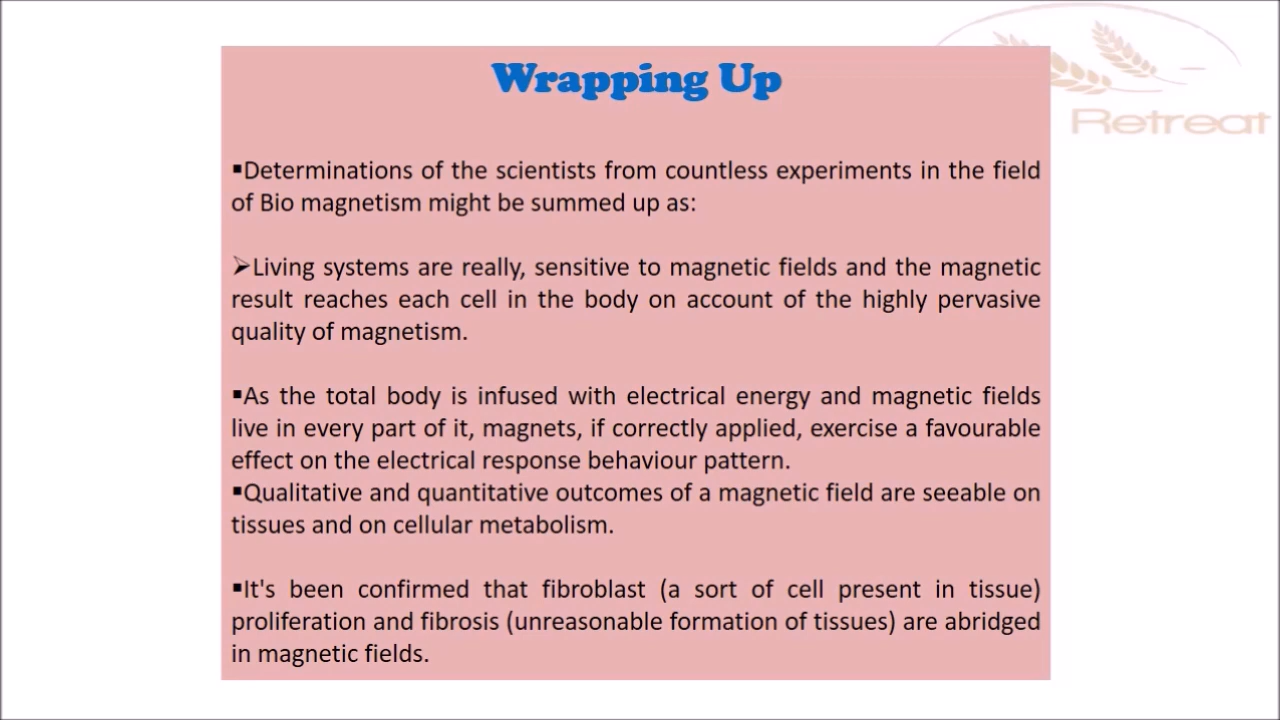 Retreat
Wrapping Up
▪Determinations of the scientists from countless experiments in the field
of Bio magnetism might be summed up as:
➢Living systems are really, sensitive to magnetic fields and the magnetic
result reaches each cell in the body on account of the highly pervasive
quality of magnetism.
▪As the total body is infused with electrical energy and magnetic fields
live in every part of it, magnets, if correctly applied, exercise a favourable
effect on the electrical response behaviour pattern.
▪Qualitative and quantitative outcomes of a magnetic field are seeable on
tissues and on cellular metabolism.
▪It's been confirmed that fibroblast (a sort of cell present in tissue)
proliferation and fibrosis (unreasonable formation of tissues) are abridged
in magnetic fields.